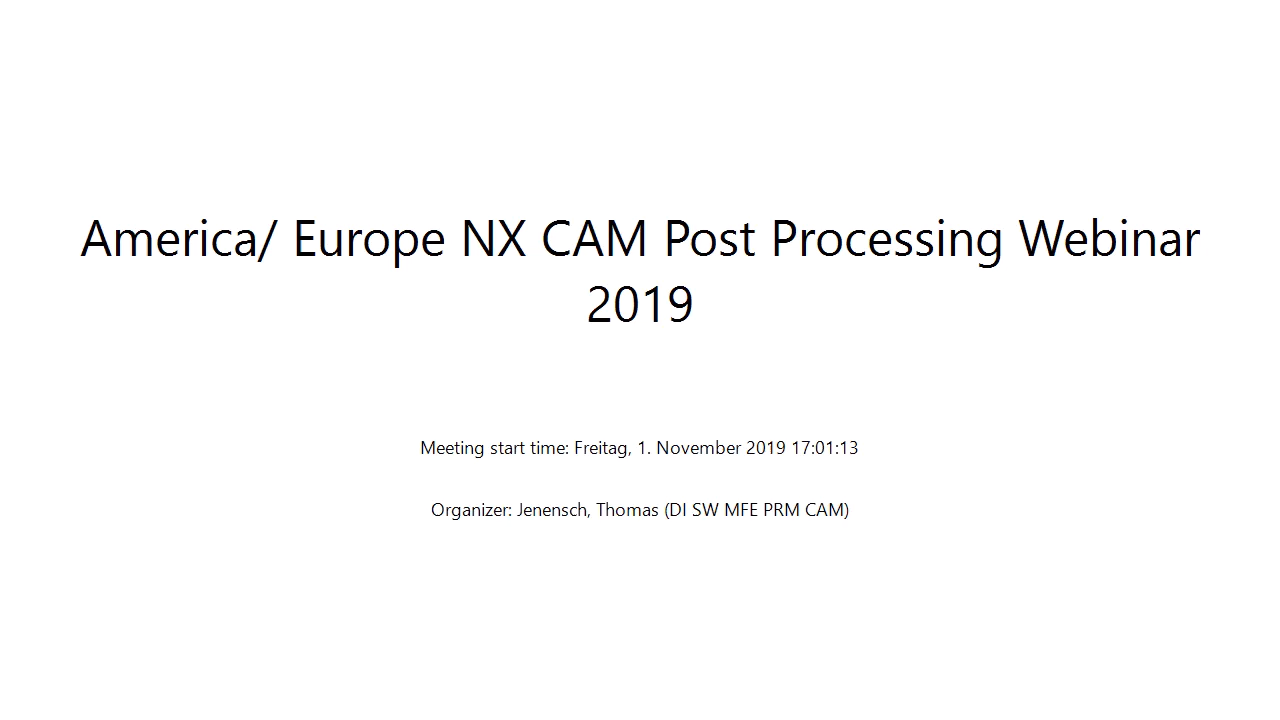 America/ Europe NX CAM Post Processing Webinar
2019
Meeting start time: Freitag, 1. November 2019 17:01:13
Organizer: Jenensch, Thomas (DI SW MFE PRM CAM)